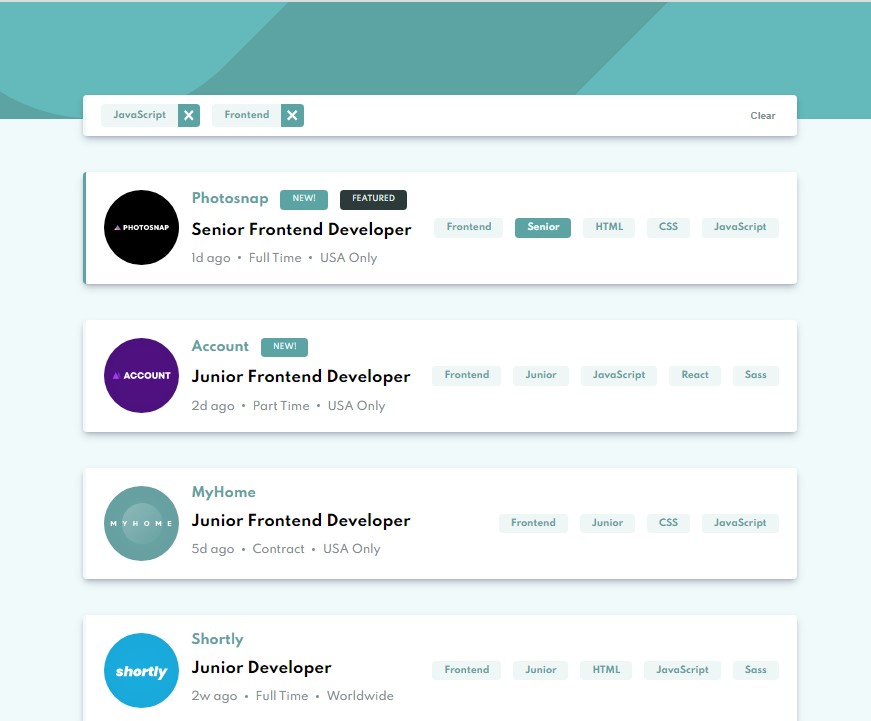 JavaScript Frontend Clear
Photosnap NEW! FEATURED
PHOTOSNAP
Senior Frontend Developer
Frontend Senior HTML CSS JavaScript
1d ago • Full Time • USA Only
Account NEW!
ACCOUNT
Junior Frontend Developer
Frontend Junior JavaScript React Sass
2d ago • Part Time • USA Only
MyHome
MYHOME
Junior Frontend Developer
Frontend Junior CSS JavaScript
5d ago • Contract • USA Only
Shortly
shortly
Junior Developer
Frontend Junior HTML JavaScript Sass
2w ago • Full Time • Worldwide